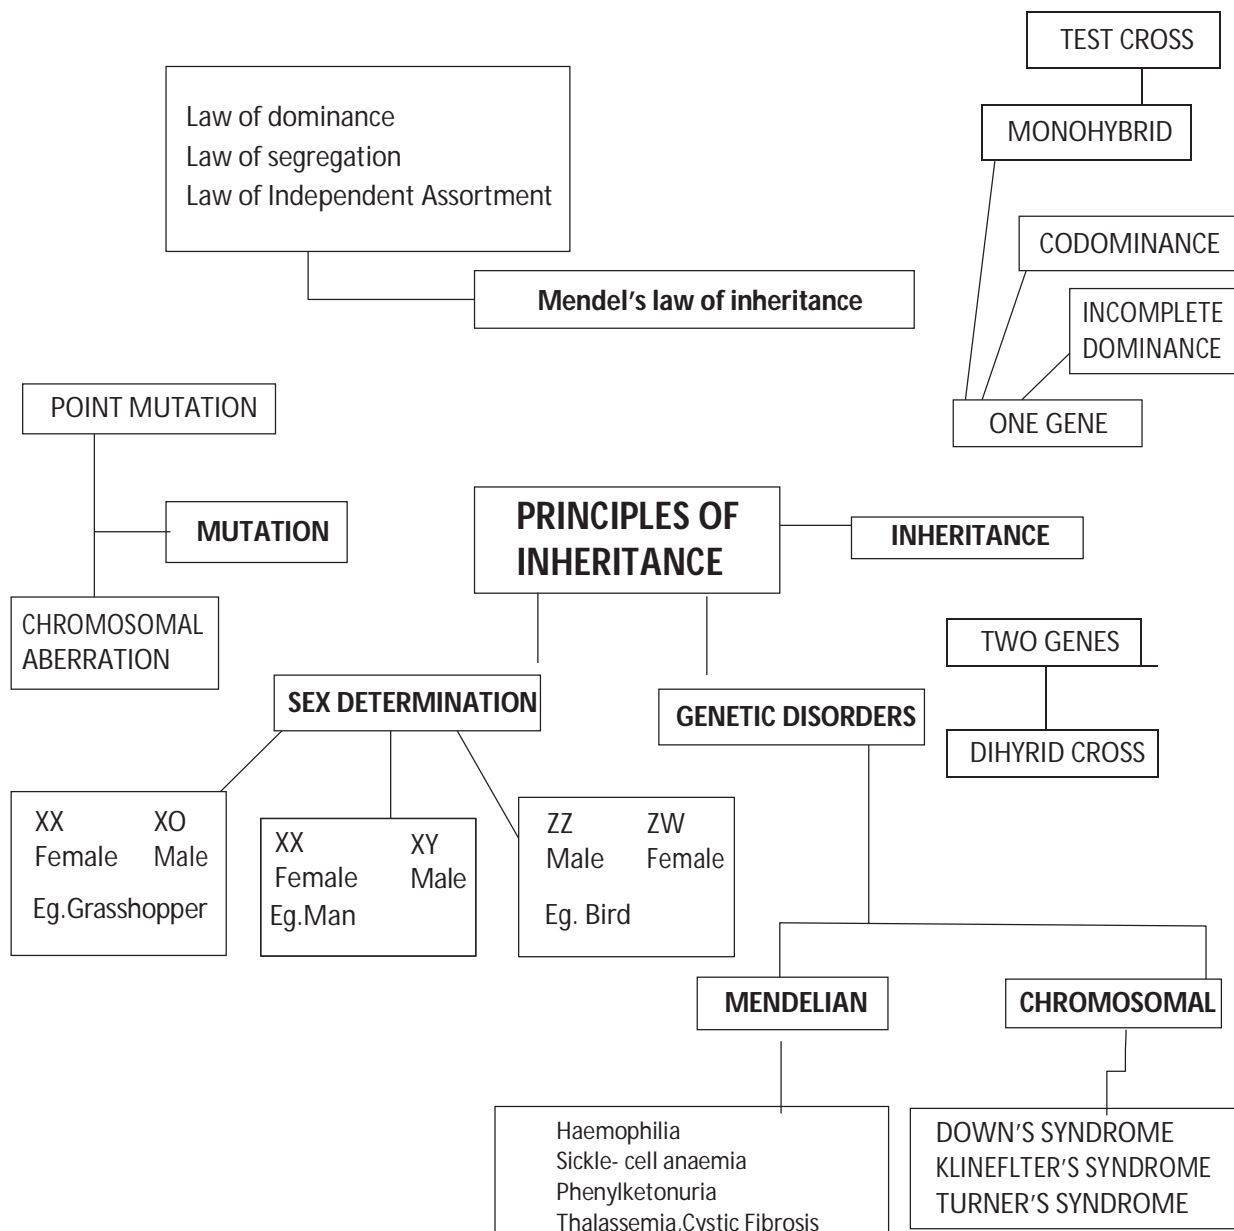 TEST CROSS
Law of dominance
Law of segregation
Law of Independent Assortment
MONOHYBRID
CODOMINANCE
Mendel's law of inheritance
INCOMPLETE
DOMINANCE
POINT MUTATION
ONE GENE
MUTATION
PRINCIPLES OF
INHERITANCE
INHERITANCE
CHROMOSOMAL
ABERRATION
TWO GENES
SEX DETERMINATION
GENETIC DISORDERS
DIHYRID CROSS
XX XO
Female Male
Eg.Grasshopper
XX XY
Female Male
Eg.Man
ZZ ZW
Male Female
Eg. Bird
MENDELIAN
CHROMOSOMAL
Haemophilia
Sickle- cell anaemia
Phenylketonuria
Thalassemia,Cystic Fibrosis
DOWN'S SYNDROME
KLINEFLTER'S SYNDROME
TURNER'S SYNDROME